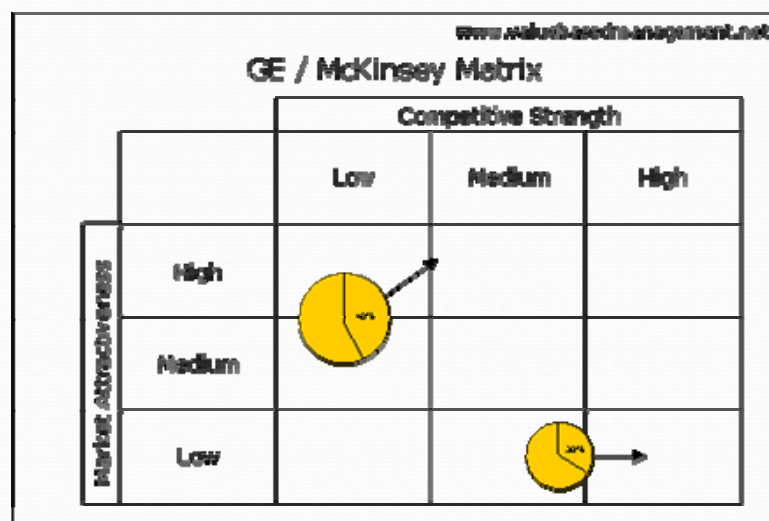 www.valuebasedmanagement.net
GE / McKinsey Matrix
Competitive Strength
Low
Medium
High
Market Attractiveness
High
Medium
Low